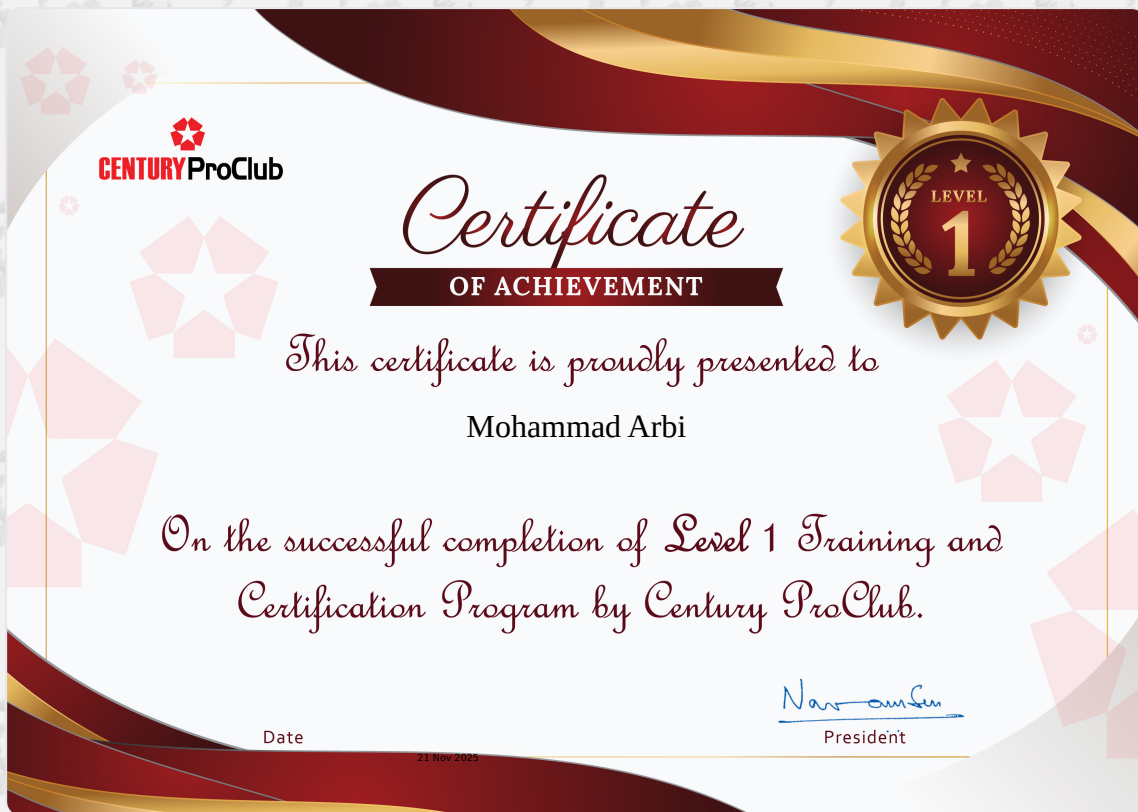 CENTURY ProClub
Certificate
OF ACHIEVEMENT
LEVEL
1
This certificate is proudly presented to
Mohammad Arbi
On the successful completion of Level 1 Training and
Certification Program by Century ProClub.
Date
President
21 Nov 2025